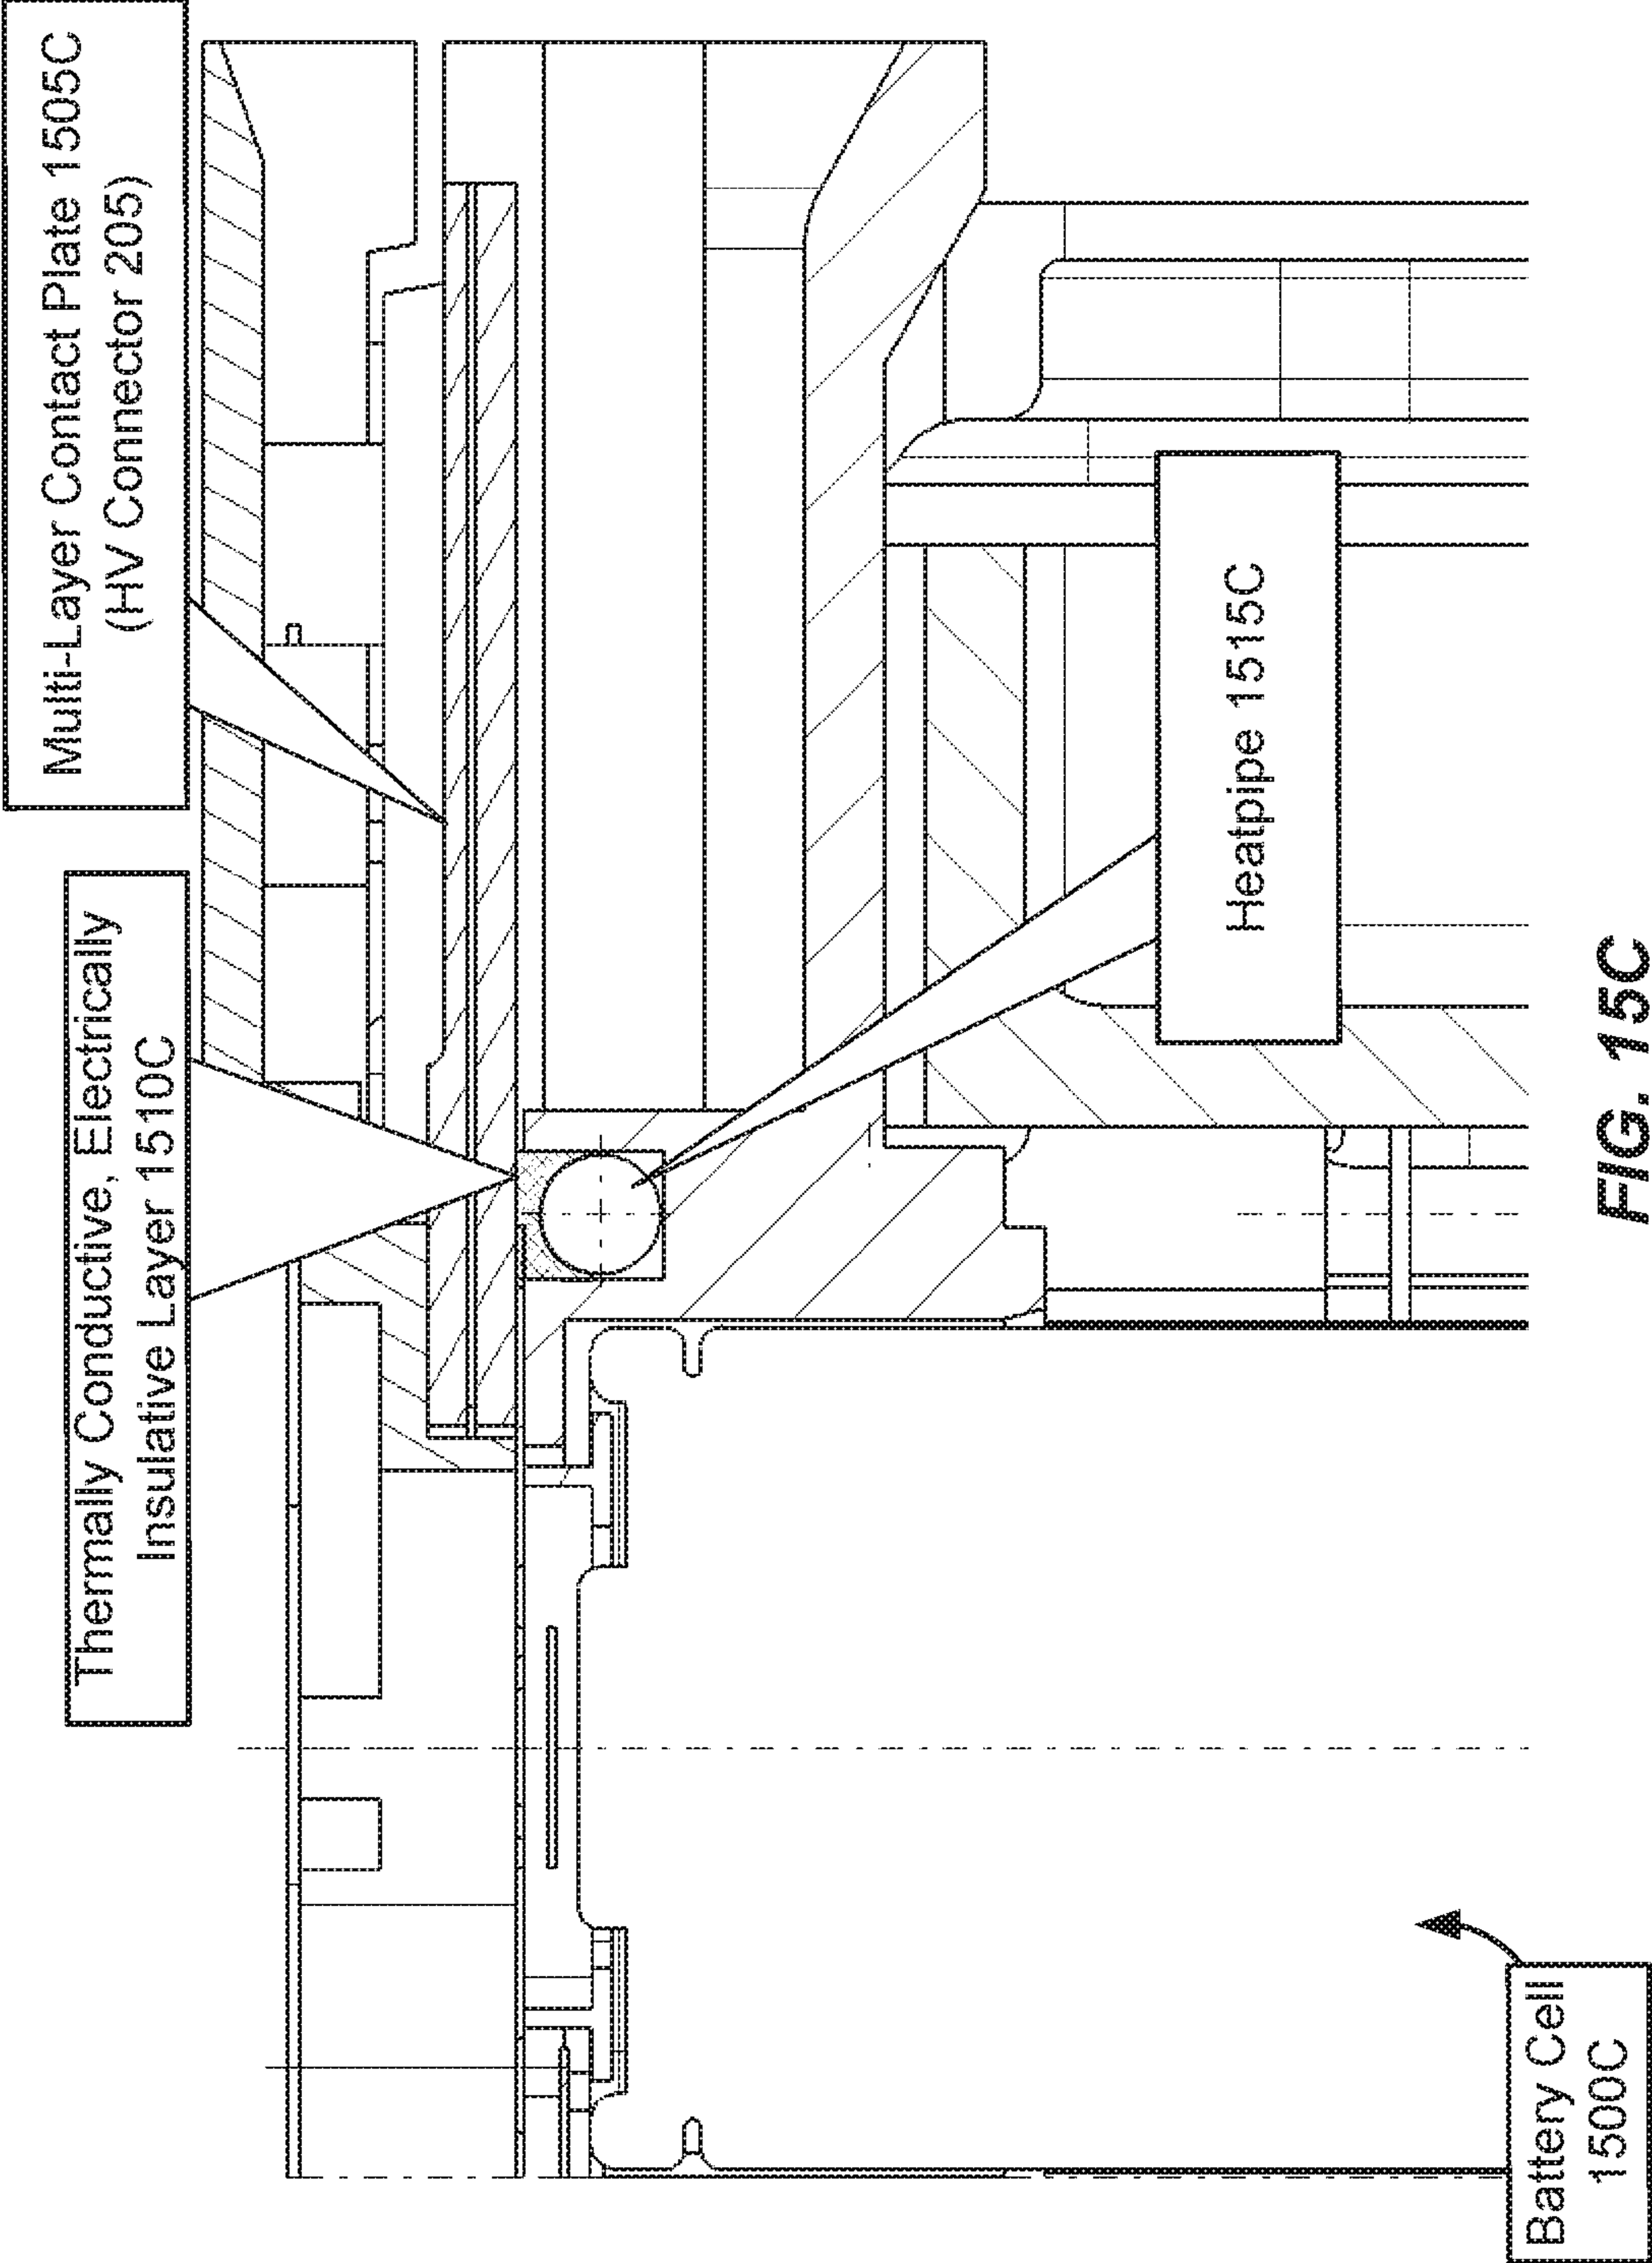 Multi-Layer Contact Plate 1505C
(HV Connector 205)
Thermally Conductive, Electrically
Insulative Layer 1510C
Heatpipe 1515C
Battery Cell
1500C
FIG. 15C